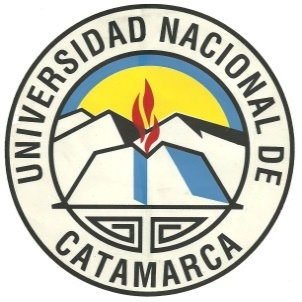 UNIVERSIDAD NACIONAL DE
CATAMARCA